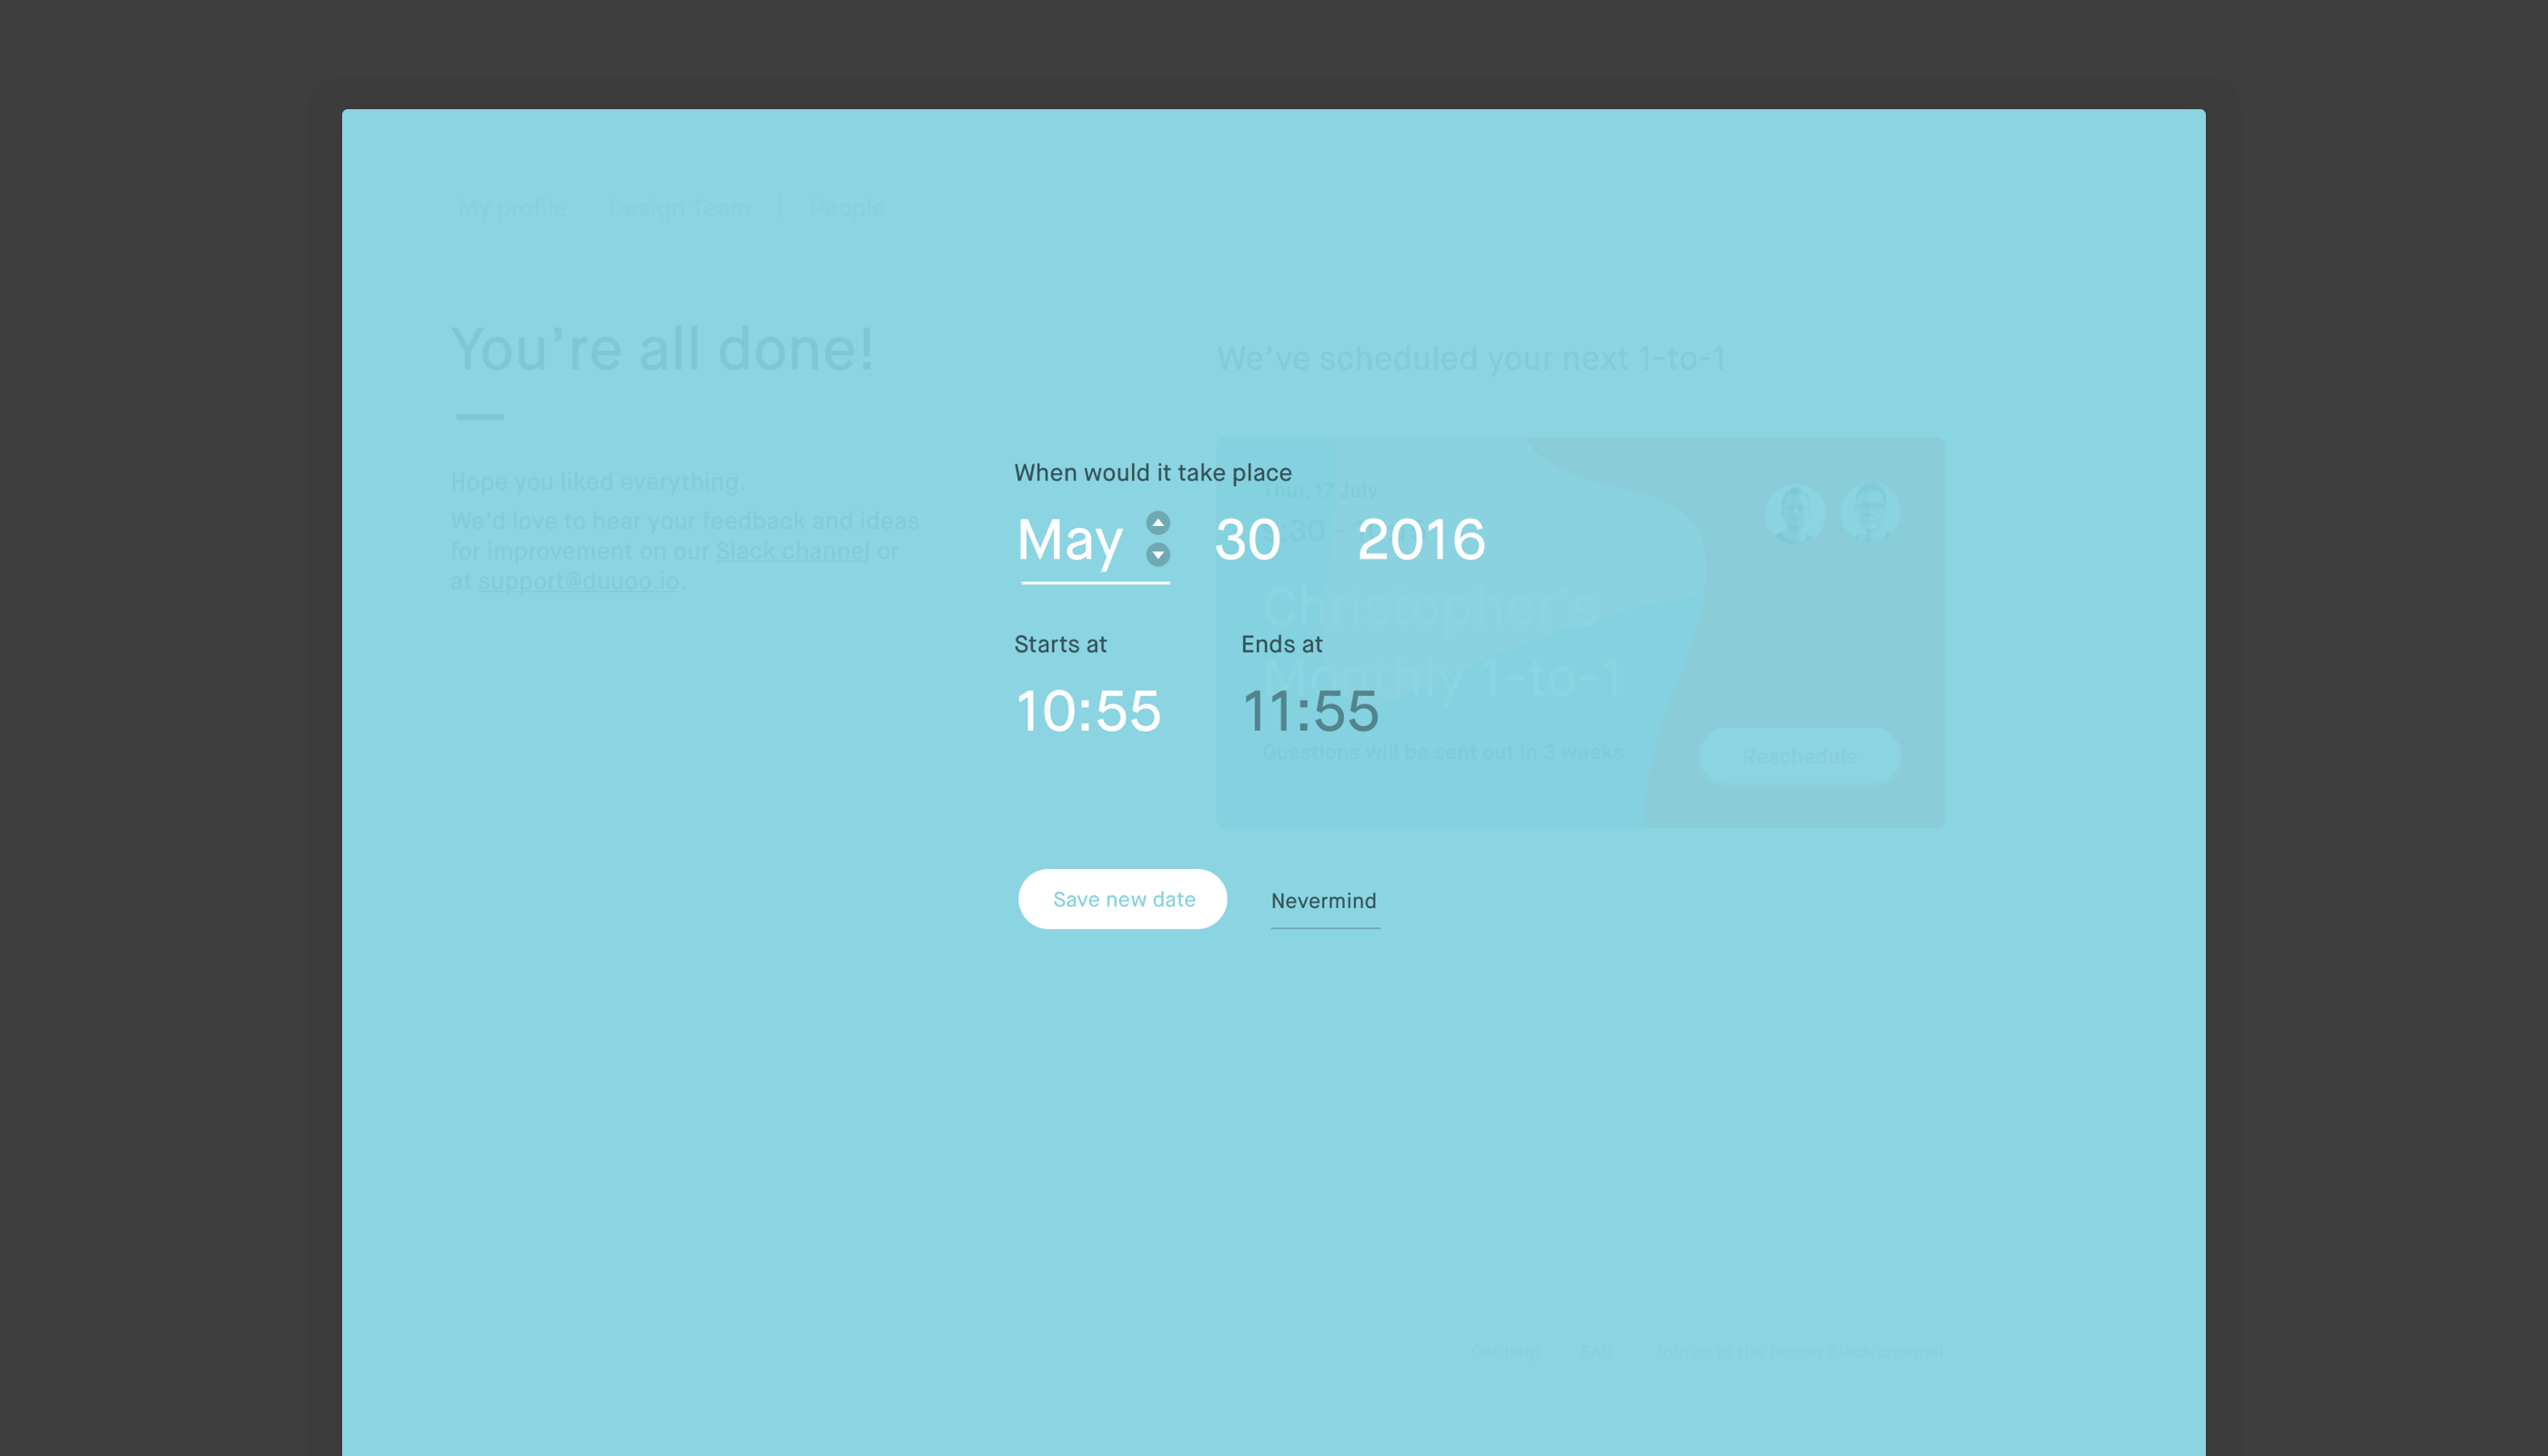 My profile Design Team People
You're all done!
We've scheduled your next 1-to-1
Hope you liked everything.
We'd love to hear your feedback and ideas
for improvement on our Slack channel or
at support@duuoo.io.
When would it take place
May 30 2016
Starts at Ends at
10:55 11:55
Save new date Nevermind
Thur, 17 July
Christopher's
Monthly 1-to-1
Questions will be sent out in 3 weeks
Reschedule
Get help FAQ Join us in the Duuoo Slack channel